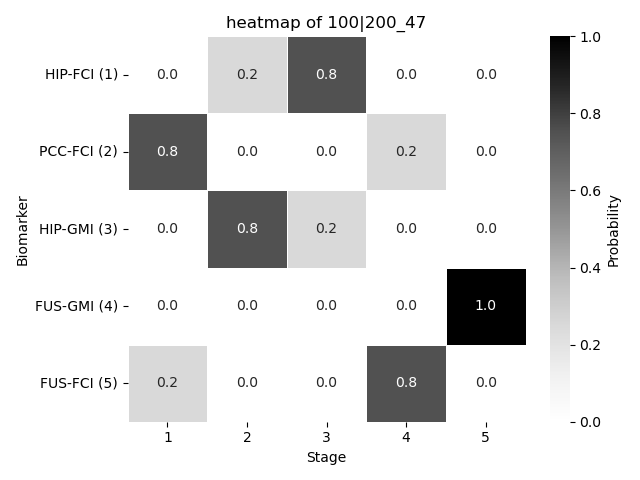 heatmap of 100|200_47
HIP-FCI (1) 0.0 0.2 0.8 0.0 0.0
PCC-FCI (2) 0.8 0.0 0.0 0.2 0.0
HIP-GMI (3) 0.0 0.8 0.2 0.0 0.0
FUS-GMI (4) 0.0 0.0 0.0 0.0 1.0
FUS-FCI (5) 0.2 0.0 0.0 0.8 0.0
1 2 3 4 5
Stage
Biomarker
1.0
0.8
0.6
0.4
0.2
0.0
Probability